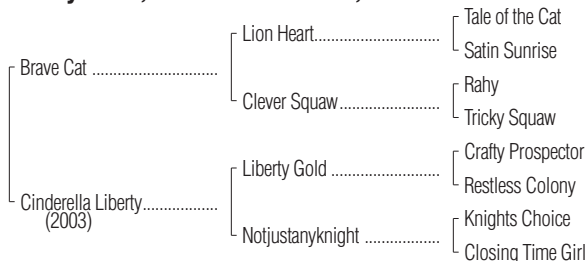 Tale of the Cat
Lion Heart
Satin Sunrise
Brave Cat
Rahy
Clever Squaw
Tricky Squaw
Crafty Prospector
Liberty Gold
Restless Colony
Cinderella Liberty
(2003)
Knights Choice
Notjustanyknight
Closing Time Girl